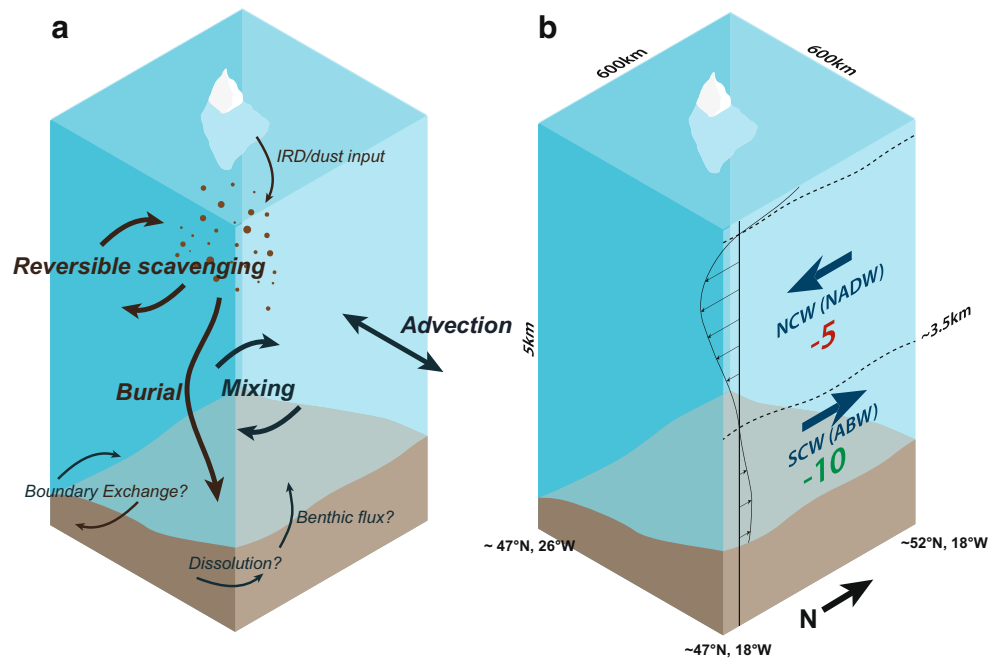 a
IRD/dust input
Reversible scavenging
Advection
Burial
Mixing
Boundary Exchange?
Benthic flux?
Dissolution?
b
600km
600km
NCW (NADW)
-5
~3.5km
5km
SCW (ABW)
-10
~ 47°N, 26°W
~52°N, 18°W
N
~47°N, 18°W